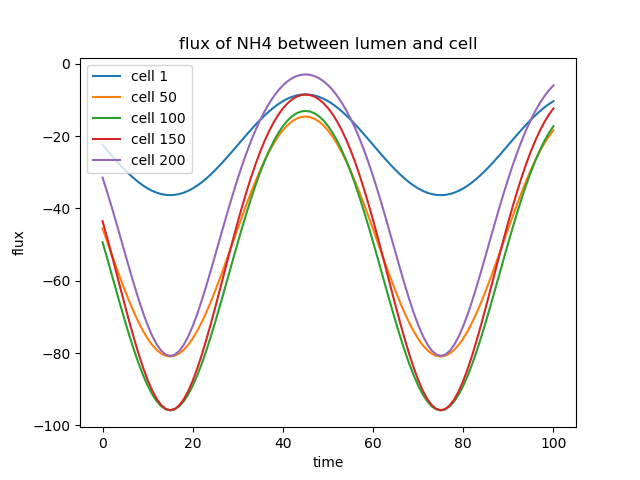 flux of NH4 between lumen and cell
cell 1
cell 50
cell 100
cell 150
cell 200
0
−20
−40
−60
−80
−100
flux
0 20 40 60 80 100
time